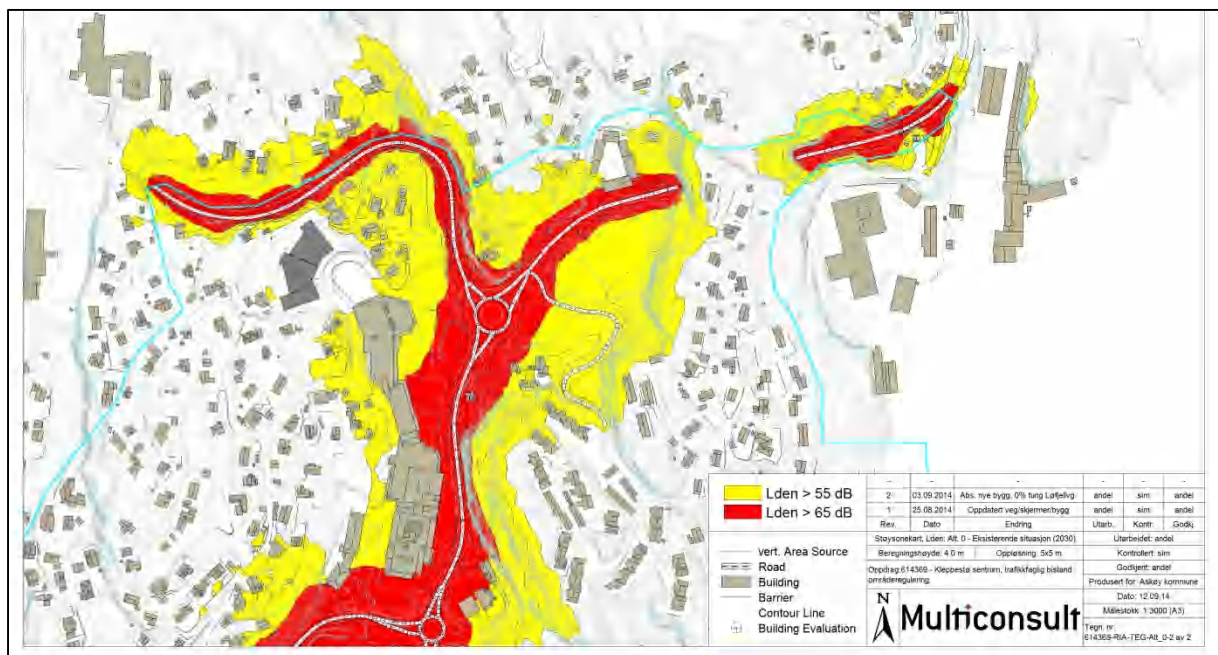 Lden > 55 dB
Lden > 65 dB
vert. Area Source
Road
Building
Barrier
Contour Line
Building Evaluation
- - - - - -
2 03.09.2014 Abs. nye bygg, 0% tung Løfjellvg andel sim andel
1 25.08.2014 Oppdatert veg/skjermer/bygg andel sim. andel
Rev. Dato Endring Utarb. Kontr. Godkj.
Støysonekart, Lden: Alt. 0 - Eksisterende situasjon (2030) Utarbeidet: andel
Beregningshøyde: 4.0 m Oppløsning: 5x5 m Kontrollert: sim
Godkjent: andel
Oppdrag:614369 - Kleppestø sentrum, trafikkfaglig bistand
områderegulering.
Produsert for: Askøy kommune
Dato: 12.09.14
Målestokk: 1:3000 (A3)
N
Multiconsult
Tegn. nr.
614369-RIA-TEG-Alt_0-2 av 2